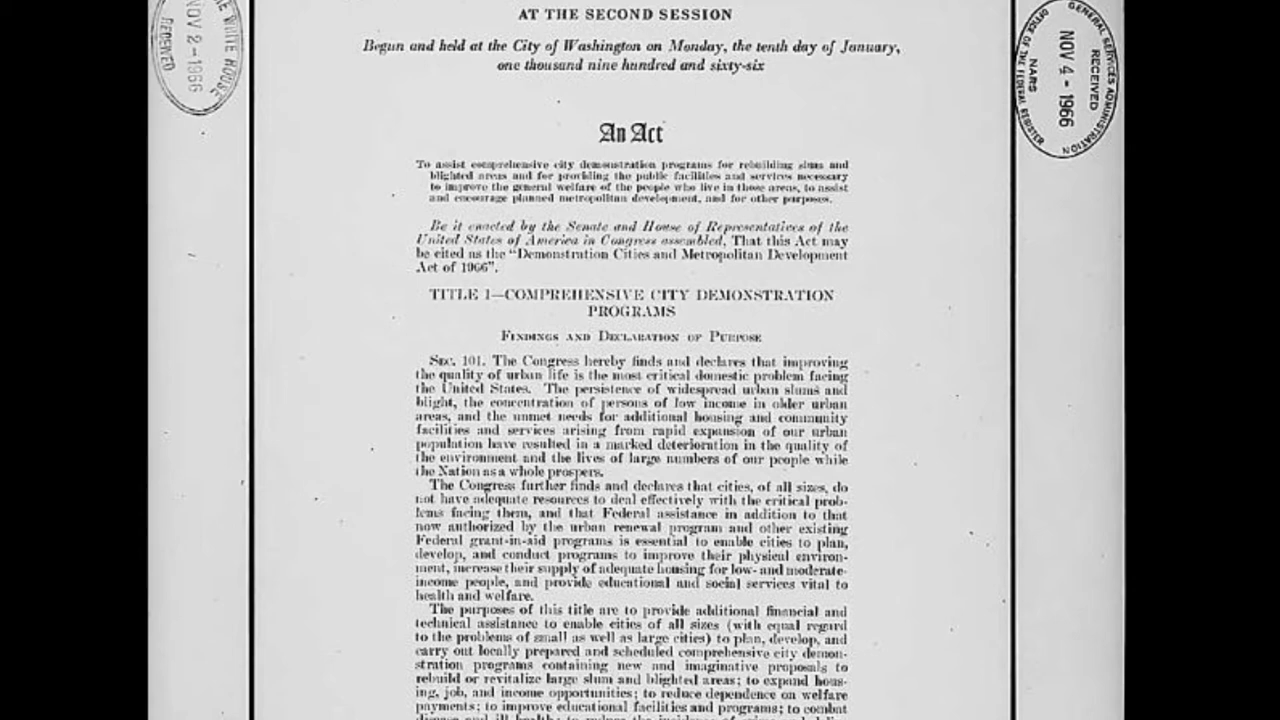 AT THE SECOND SESSION
Begun and held at the City of Washington on Monday, the tenth day of January,
one thousand nine hundred and sixty-six
THE WHITE HOUSE
NOV 2-1966
RECEIVED
GENERAL SERVICES ADMINISTRATION
RECEIVED
NOV 4 - 1966
NARS
OFFICE OF THE FEDERAL REGISTER
An Act
To assist comprehensive city demonstration programs for rebuilding slum and
blighted areas and for providing the public facilities and services necessary
to improve the general welfare of the people who live in those areas, to assist
and encourage planned metropolitan development, and for other purposes.
Be it enacted by the Senate and House of Representatives of the
United States of America in Congress assembled, That this Act may
be cited as the “Demonstration Cities and Metropolitan Development
Act of 1966”.
TITLE I—COMPREHENSIVE CITY DEMONSTRATION
PROGRAMS
FINDINGS AND DECLARATION OF PURPOSE
SEC. 101. The Congress hereby finds and declares that improving
the quality of urban life is the most critical domestic problem facing
the United States. The persistence of widespread urban slums and
blight, the concentration of persons of low income in older urban
areas, and the unmet needs for additional housing and community
facilities and services arising from rapid expansion of our urban
population have resulted in a marked deterioration in the quality of
the environment and the lives of large numbers of our people while
the Nation as a whole prospers.
The Congress further finds and declares that cities, of all sizes, do
not have adequate resources to deal effectively with the critical prob-
lems facing them, and that Federal assistance in addition to that
now authorized by the urban renewal program and other existing
Federal grant-in-aid programs is essential to enable cities to plan,
develop, and conduct programs to improve their physical environ-
ment, increase their supply of adequate housing for low- and moderate-
income people, and provide educational and social services vital to
health and welfare.
The purposes of this title are to provide additional financial and
technical assistance to enable cities of all sizes (with equal regard
to the problems of small as well as large cities) to plan, develop, and
carry out locally prepared and scheduled comprehensive city demon-
stration programs containing new and imaginative proposals to
rebuild or revitalize large slum and blighted areas; to expand hous-
ing, job, and income opportunities; to reduce dependence on welfare
payments; to improve educational facilities and programs; to combat